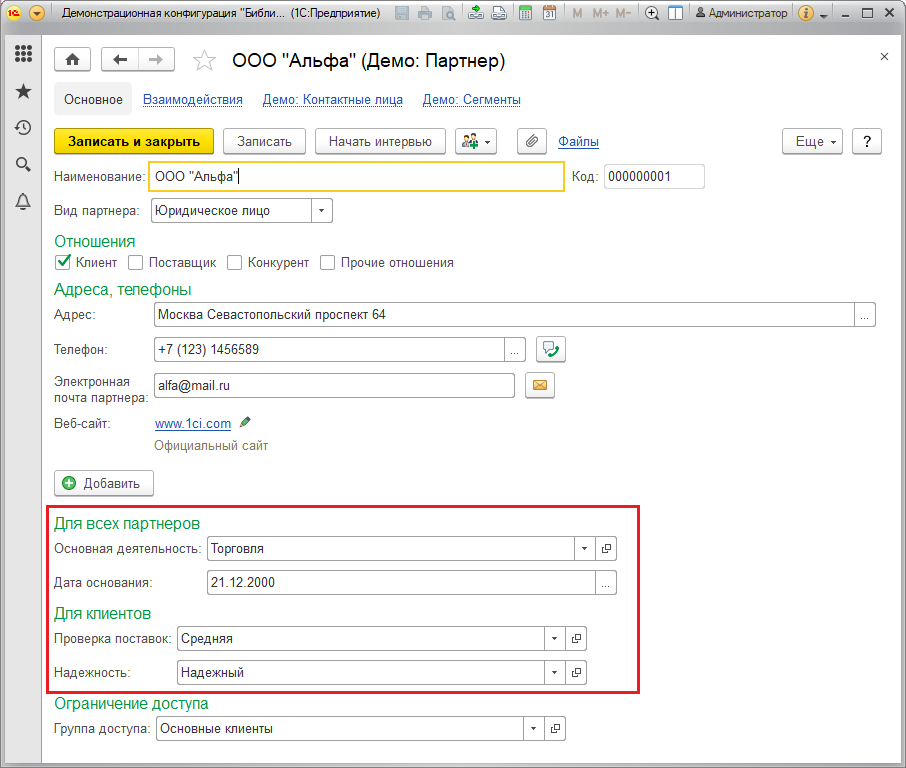 Демонстрационная конфигурация "Библи... (1С:Предприятие) M M+ M- Администратор
ООО "Альфа" (Демо: Партнер)
Основное Взаимодействия Демо: Контактные лица Демо: Сегменты
Записать и закрыть Записать Начать интервью Файлы Еще ?
Наименование: ООО "Альфа" Код: 000000001
Вид партнера: Юридическое лицо
Отношения
Клиент Поставщик Конкурент Прочие отношения
Адреса, телефоны
Адрес: Москва Севастопольский проспект 64 ...
Телефон: +7 (123) 1456589 ...
Электронная
почта партнера: alfa@mail.ru
Веб-сайт: www.1ci.com
Официальный сайт
Добавить
Для всех партнеров
Основная деятельность: Торговля
Дата основания: 21.12.2000 ...
Для клиентов
Проверка поставок: Средняя
Надежность: Надежный
Ограничение доступа
Группа доступа: Основные клиенты